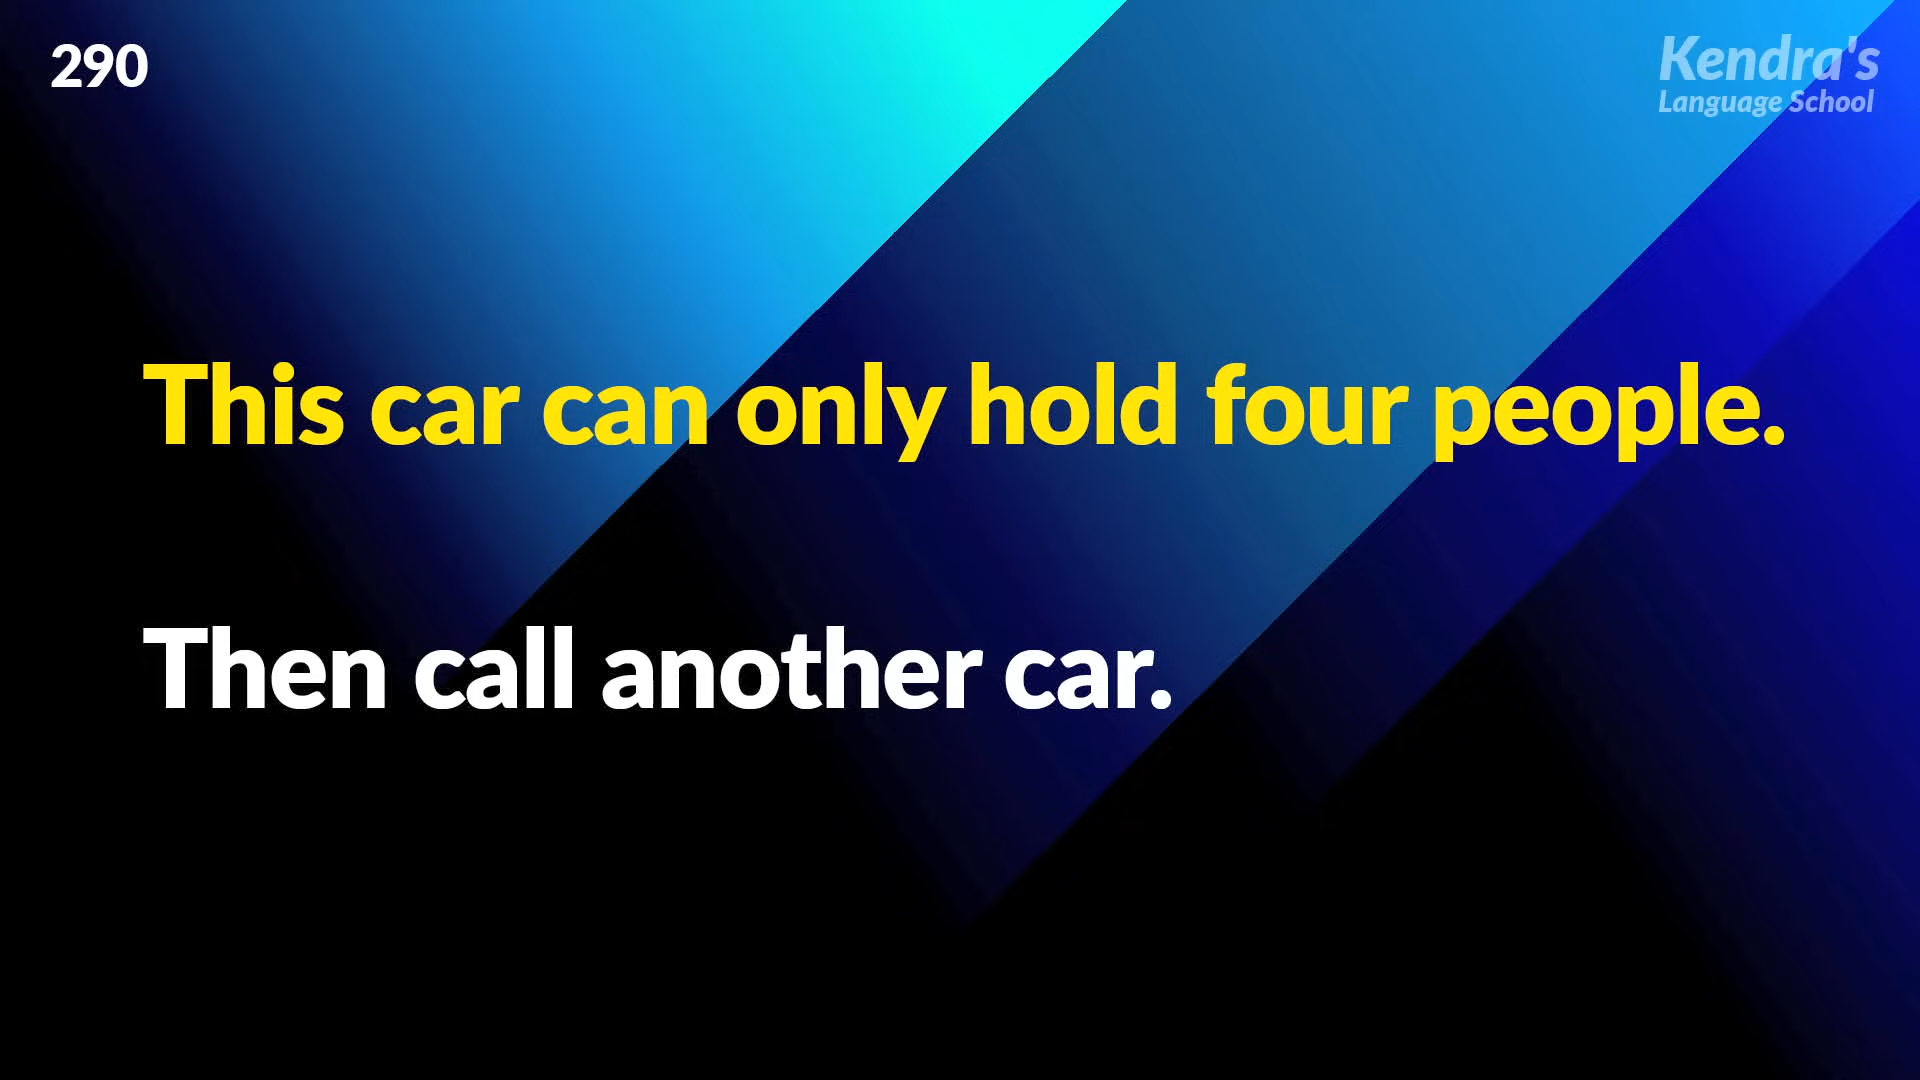 290
Kendra's
Language School
This car can only hold four people.
Then call another car.